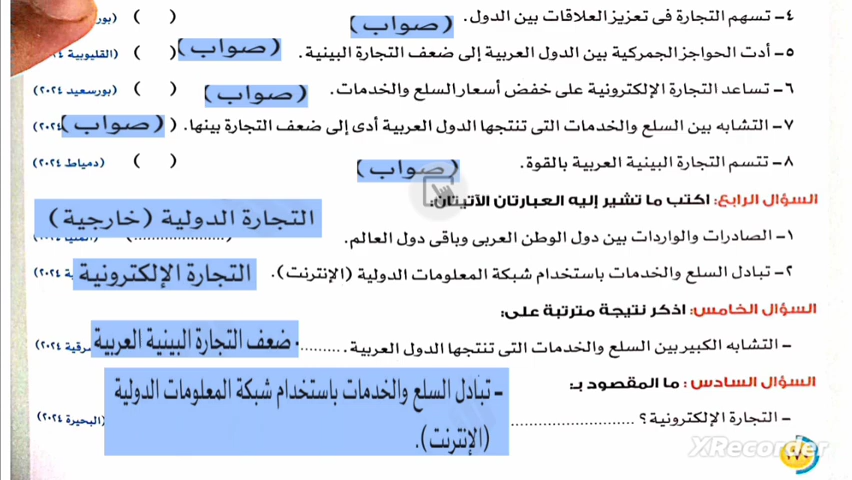 ٤- تسهم التجارة فى تعزيز العلاقات بين الدول. (صواب) ( )
٥- أدت الحواجز الجمركية بين الدول العربية إلى ضعف التجارة البينية. (صواب) ( ) (القليوبية ٢٠٢٤)
٦- تساعد التجارة الإلكترونية على خفض أسعار السلع والخدمات. (صواب) ( ) (بورسعيد ٢٠٢٤)
٧- التشابه بين السلع والخدمات التى تنتجها الدول العربية أدى إلى ضعف التجارة بينها. (صواب) ٢٠٢٤)
٨- تتسم التجارة البينية العربية بالقوة. (صواب) ( ) (دمياط ٢٠٢٤)
السؤال الرابع: اكتب ما تشير إليه العبارتان الآتيتان:
التجارة الدولية (خارجية)
١- الصادرات والواردات بين دول الوطن العربى وباقى دول العالم. (....................)
٢- تبادل السلع والخدمات باستخدام شبكة المعلومات الدولية (الإنترنت). التجارة الإلكترونية ٢٠٢٤)
السؤال الخامس: اذكر نتيجة مترتبة على:
- التشابه الكبير بين السلع والخدمات التى تنتجها الدول العربية. .......... ضعف التجارة البينية العربية ٢٠٢٤)
السؤال السادس: ما المقصود بـ:
- تبادل السلع والخدمات باستخدام شبكة المعلومات الدولية
- التجارة الإلكترونية؟ ........................ (الإنترنت). (البحيرة ٢٠٢٤)
XRecorder